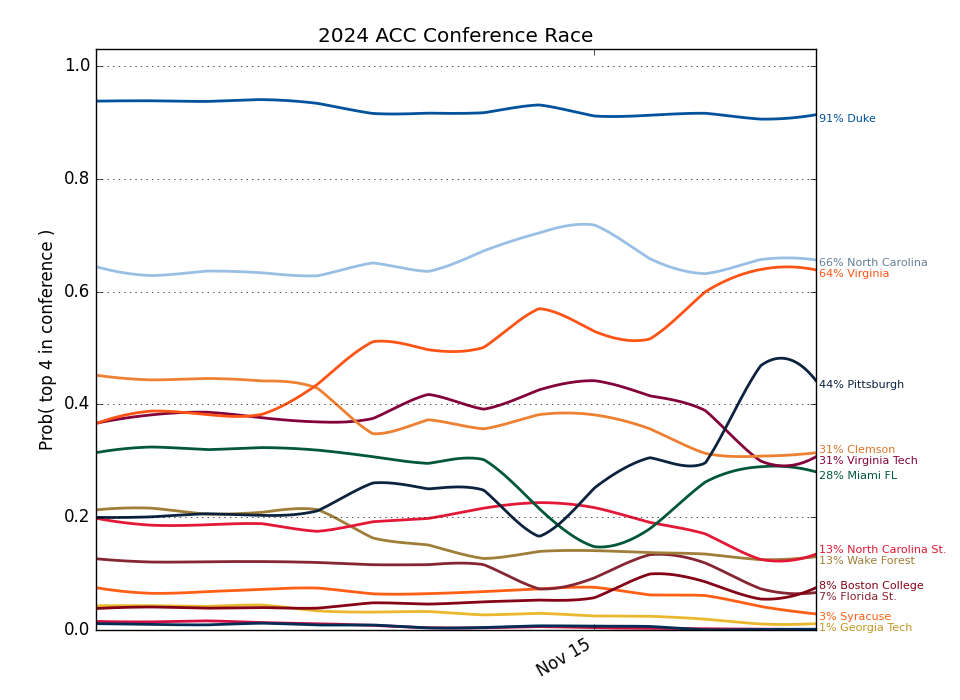 2024 ACC Conference Race
Prob( top 4 in conference )
1.0
0.8
0.6
0.4
0.2
0.0
Nov 15
91% Duke
66% North Carolina
64% Virginia
44% Pittsburgh
31% Clemson
31% Virginia Tech
28% Miami FL
13% North Carolina St.
13% Wake Forest
8% Boston College
7% Florida St.
3% Syracuse
1% Georgia Tech